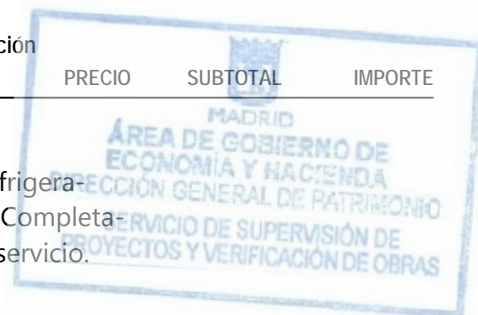 ción
PRECIO SUBTOTAL IMPORTE
MADRID
ÁREA DE GOBIERNO DE
ECONOMÍA Y HACIENDA
frigera-
DIRECCIÓN GENERAL DE PATRIMONIO
Completa-
SERVICIO DE SUPERVISIÓN DE
servicio.
PROYECTOS Y VERIFICACIÓN DE OBRAS